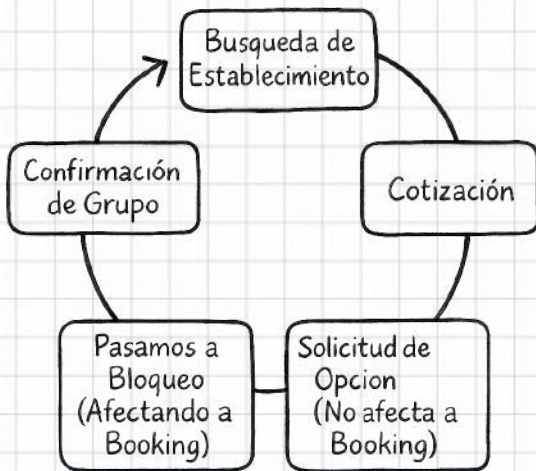 Busqueda de
Establecimiento
Cotización
Solicitud de
Opcion
(No afecta a
Booking)
Pasamos a
Bloqueo
(Afectando a
Booking)
Confirmación
de Grupo